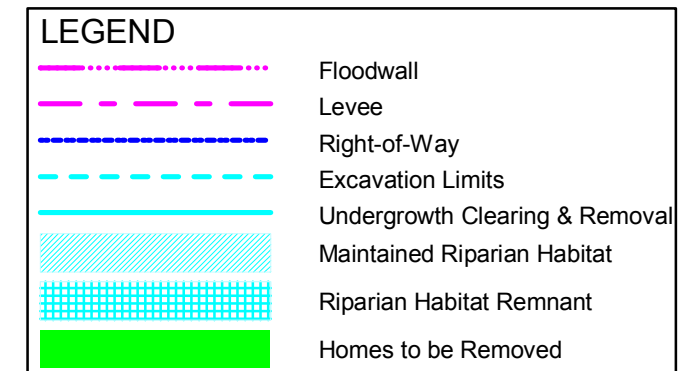 LEGEND
Floodwall
Levee
Right-of-Way
Excavation Limits
Undergrowth Clearing & Removal
Maintained Riparian Habitat
Riparian Habitat Remnant
Homes to be Removed